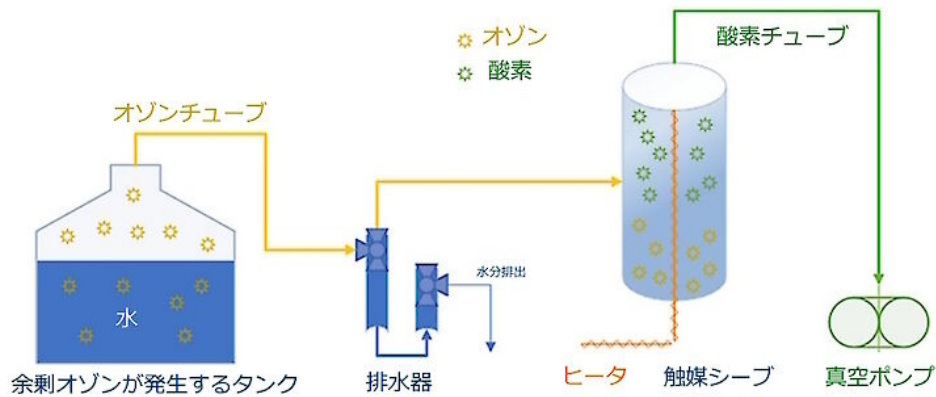 オゾン
酸素
酸素チューブ
オゾンチューブ
水分排出
水
余剰オゾンが発生するタンク
排水器
ヒータ
触媒シーブ
真空ポンプ